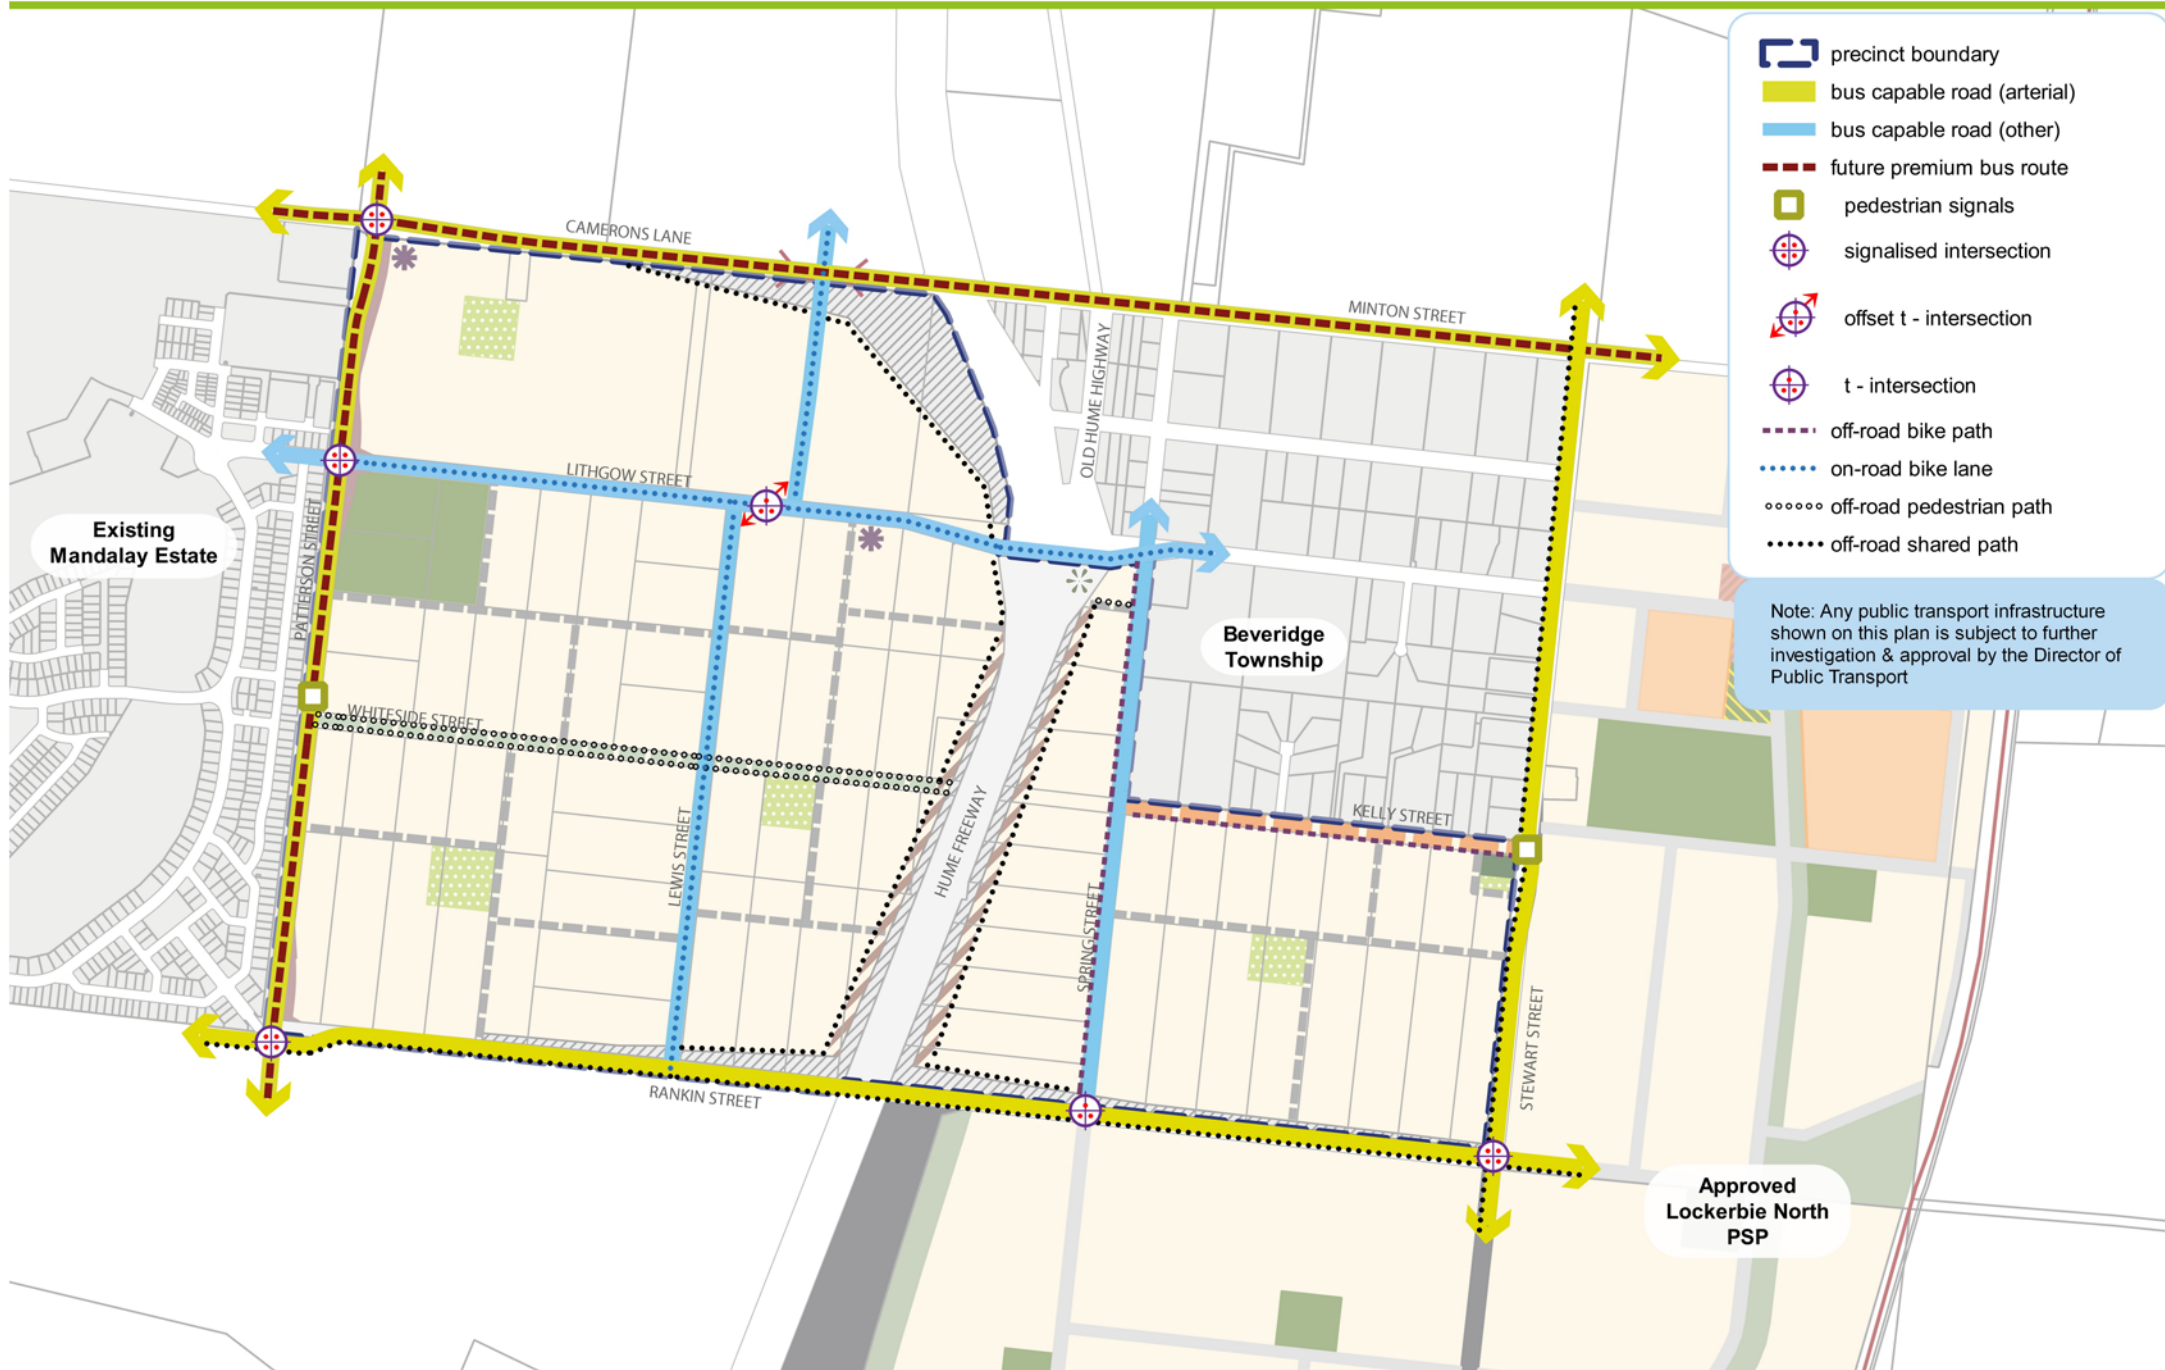 precinct boundary
bus capable road (arterial)
bus capable road (other)
future premium bus route
pedestrian signals
signalised intersection
offset t - intersection
t - intersection
off-road bike path
on-road bike lane
off-road pedestrian path
off-road shared path
Note: Any public transport infrastructure
shown on this plan is subject to further
investigation & approval by the Director of
Public Transport
CAMERONS LANE
MINTON STREET
OLD HUME HIGHWAY
LITHGOW STREET
PATTERSON STREET
Existing
Mandalay Estate
Beveridge
Township
WHITESIDE STREET
KELLY STREET
LEWIS STREET
HUME FREEWAY
SPRING STREET
STEWART STREET
RANKIN STREET
Approved
Lockerbie North
PSP